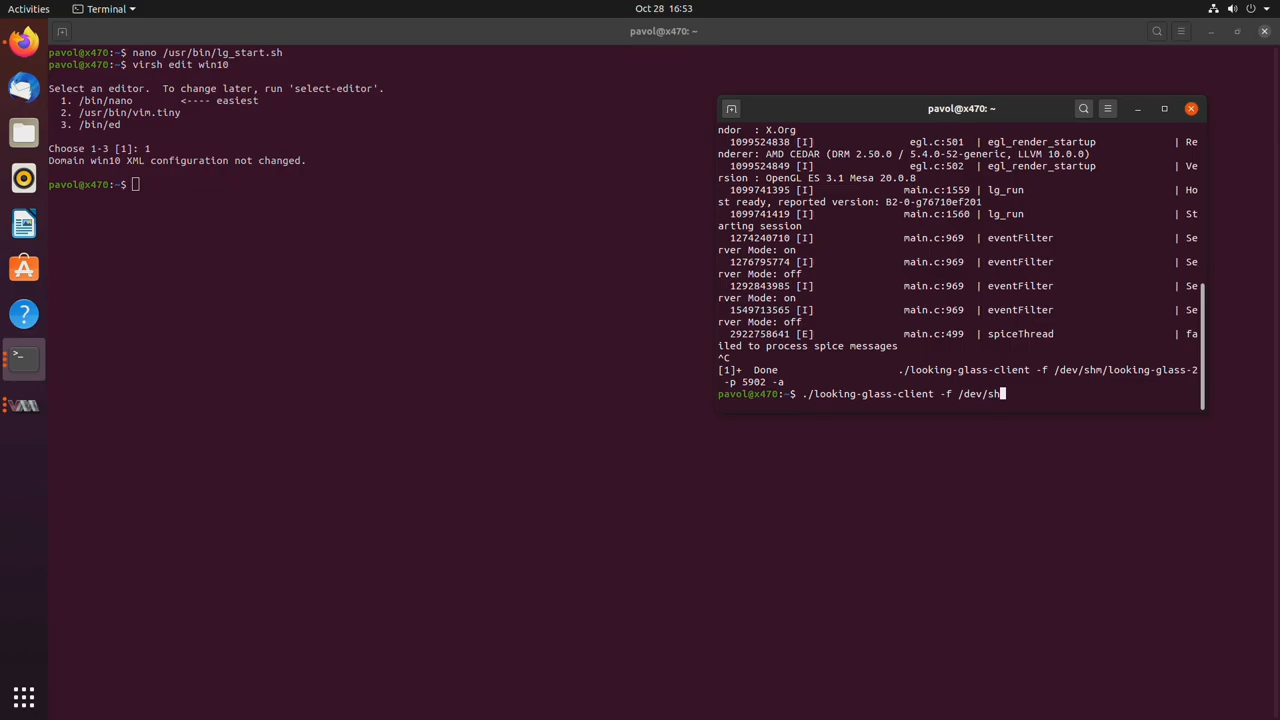 Activities
Terminal
Oct 28 16:53
pavol@x470: ~
pavol@x470:~$ nano /usr/bin/lg_start.sh
pavol@x470:~$ virsh edit win10
Select an editor.  To change later, run 'select-editor'.
  1. /bin/nano        <---- easiest
  2. /usr/bin/vim.tiny
  3. /bin/ed
Choose 1-3 [1]: 1
Domain win10 XML configuration not changed.
pavol@x470:~$
pavol@x470: ~
ndor  : X.Org
  1099524838 [I]               egl.c:501  | egl_render_startup             | Re
nderer: AMD CEDAR (DRM 2.50.0 / 5.4.0-52-generic, LLVM 10.0.0)
  1099524849 [I]               egl.c:502  | egl_render_startup             | Ve
rsion : OpenGL ES 3.1 Mesa 20.0.8
  1099741395 [I]              main.c:1559 | lg_run                         | Ho
st ready, reported version: B2-0-g76710ef201
  1099741419 [I]              main.c:1560 | lg_run                         | St
arting session
  1274240710 [I]              main.c:969  | eventFilter                    | Se
rver Mode: on
  1276795774 [I]              main.c:969  | eventFilter                    | Se
rver Mode: off
  1292843985 [I]              main.c:969  | eventFilter                    | Se
rver Mode: on
  1549713565 [I]              main.c:969  | eventFilter                    | Se
rver Mode: off
  2922758641 [E]              main.c:499  | spiceThread                    | fa
iled to process spice messages
^C
[1]+  Done                    ./looking-glass-client -f /dev/shm/looking-glass-2
 -p 5902 -a
pavol@x470:~$ ./looking-glass-client -f /dev/sh